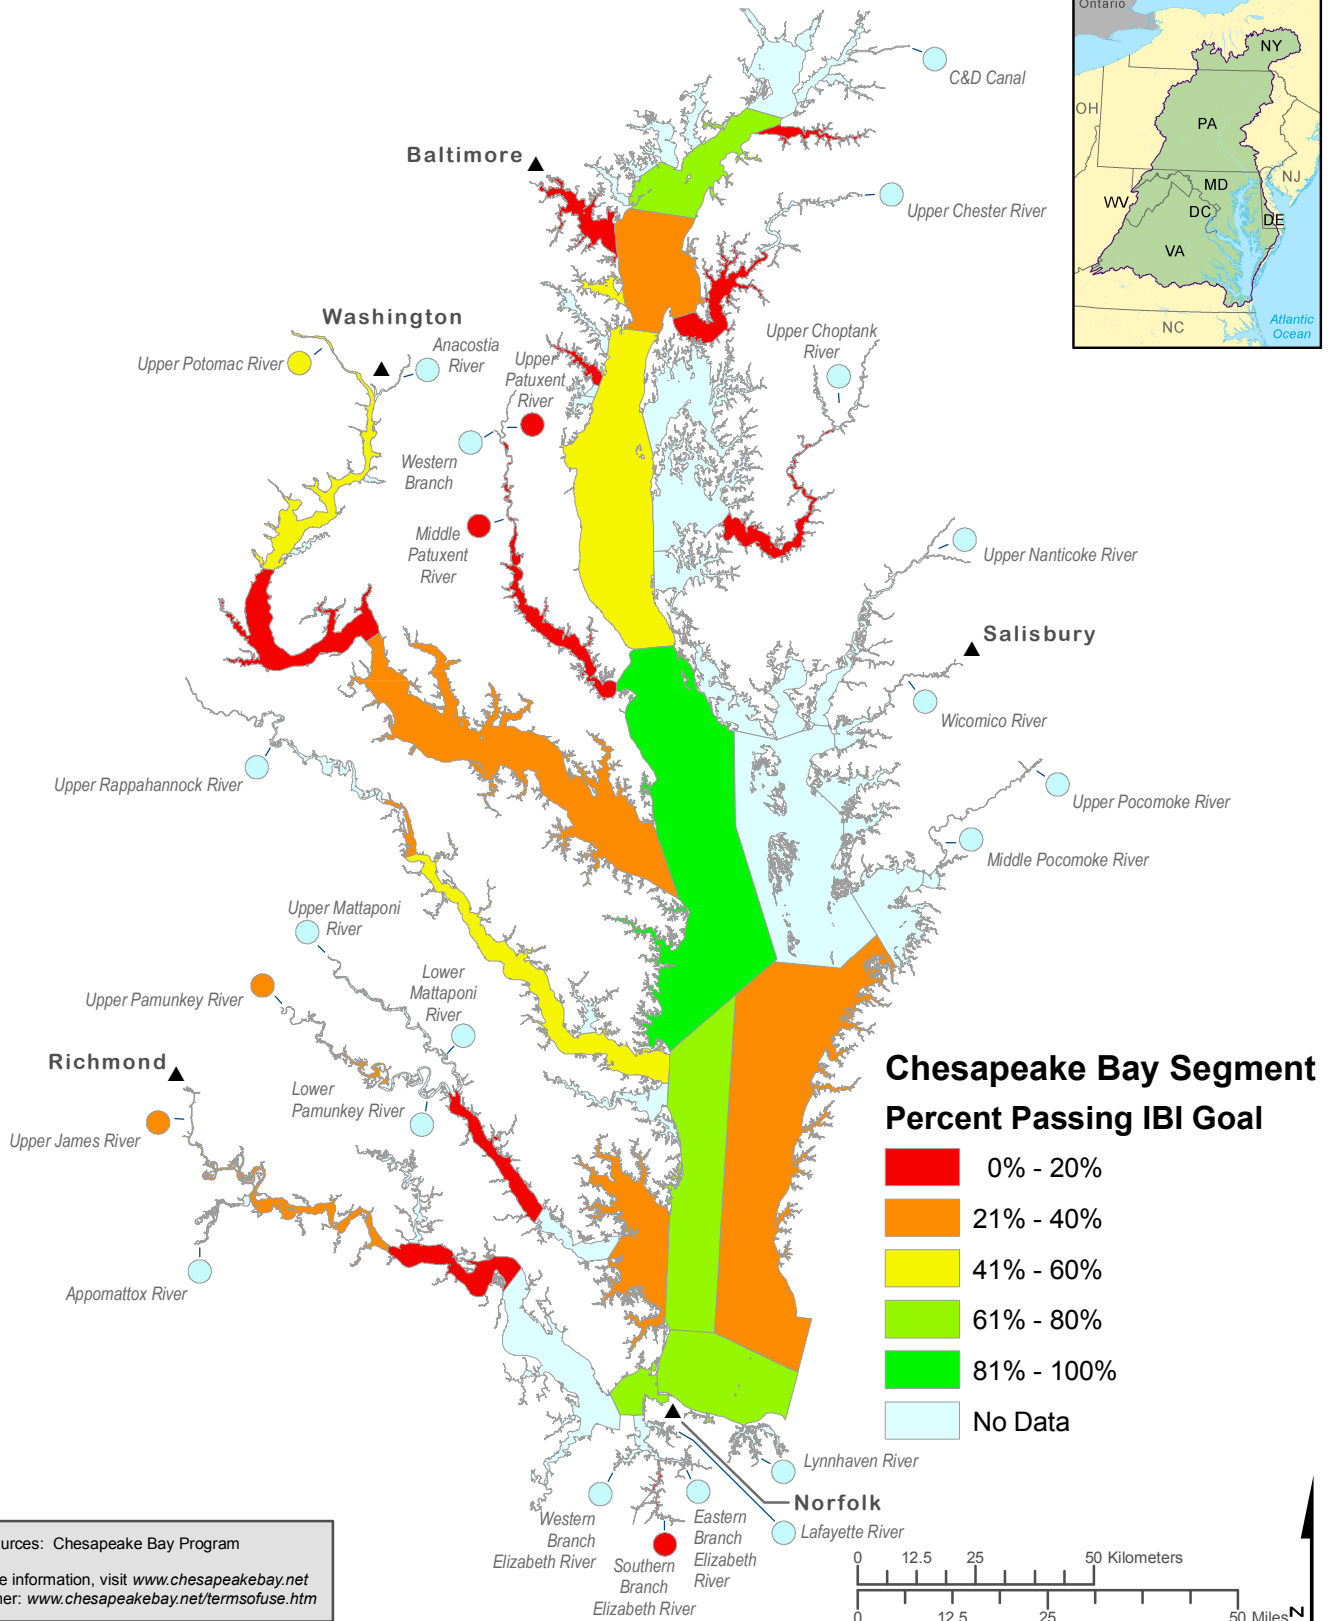 Ontario
NY
OH
PA
NJ
MD
WV
DC
DE
VA
NC
Atlantic
Ocean
C&D Canal
Baltimore
Upper Chester River
Washington
Upper Potomac River
Anacostia
River
Upper
Patuxent
River
Upper Choptank
River
Western
Branch
Middle
Patuxent
River
Upper Nanticoke River
Salisbury
Wicomico River
Upper Rappahannock River
Upper Pocomoke River
Middle Pocomoke River
Upper Mattaponi
River
Upper Pamunkey River
Lower
Mattaponi
River
Richmond
Lower
Pamunkey River
Upper James River
Appomattox River
Chesapeake Bay Segment
Percent Passing IBI Goal
0% - 20%
21% - 40%
41% - 60%
61% - 80%
81% - 100%
No Data
Lynnhaven River
Norfolk
Lafayette River
Western
Branch
Elizabeth River
Southern
Branch
Elizabeth River
Eastern
Branch
Elizabeth
River
urces: Chesapeake Bay Program
e information, visit www.chesapeakebay.net
ner: www.chesapeakebay.net/termsofuse.htm
0 12.5 25 50 Kilometers
0 12.5 25 50 Miles
N